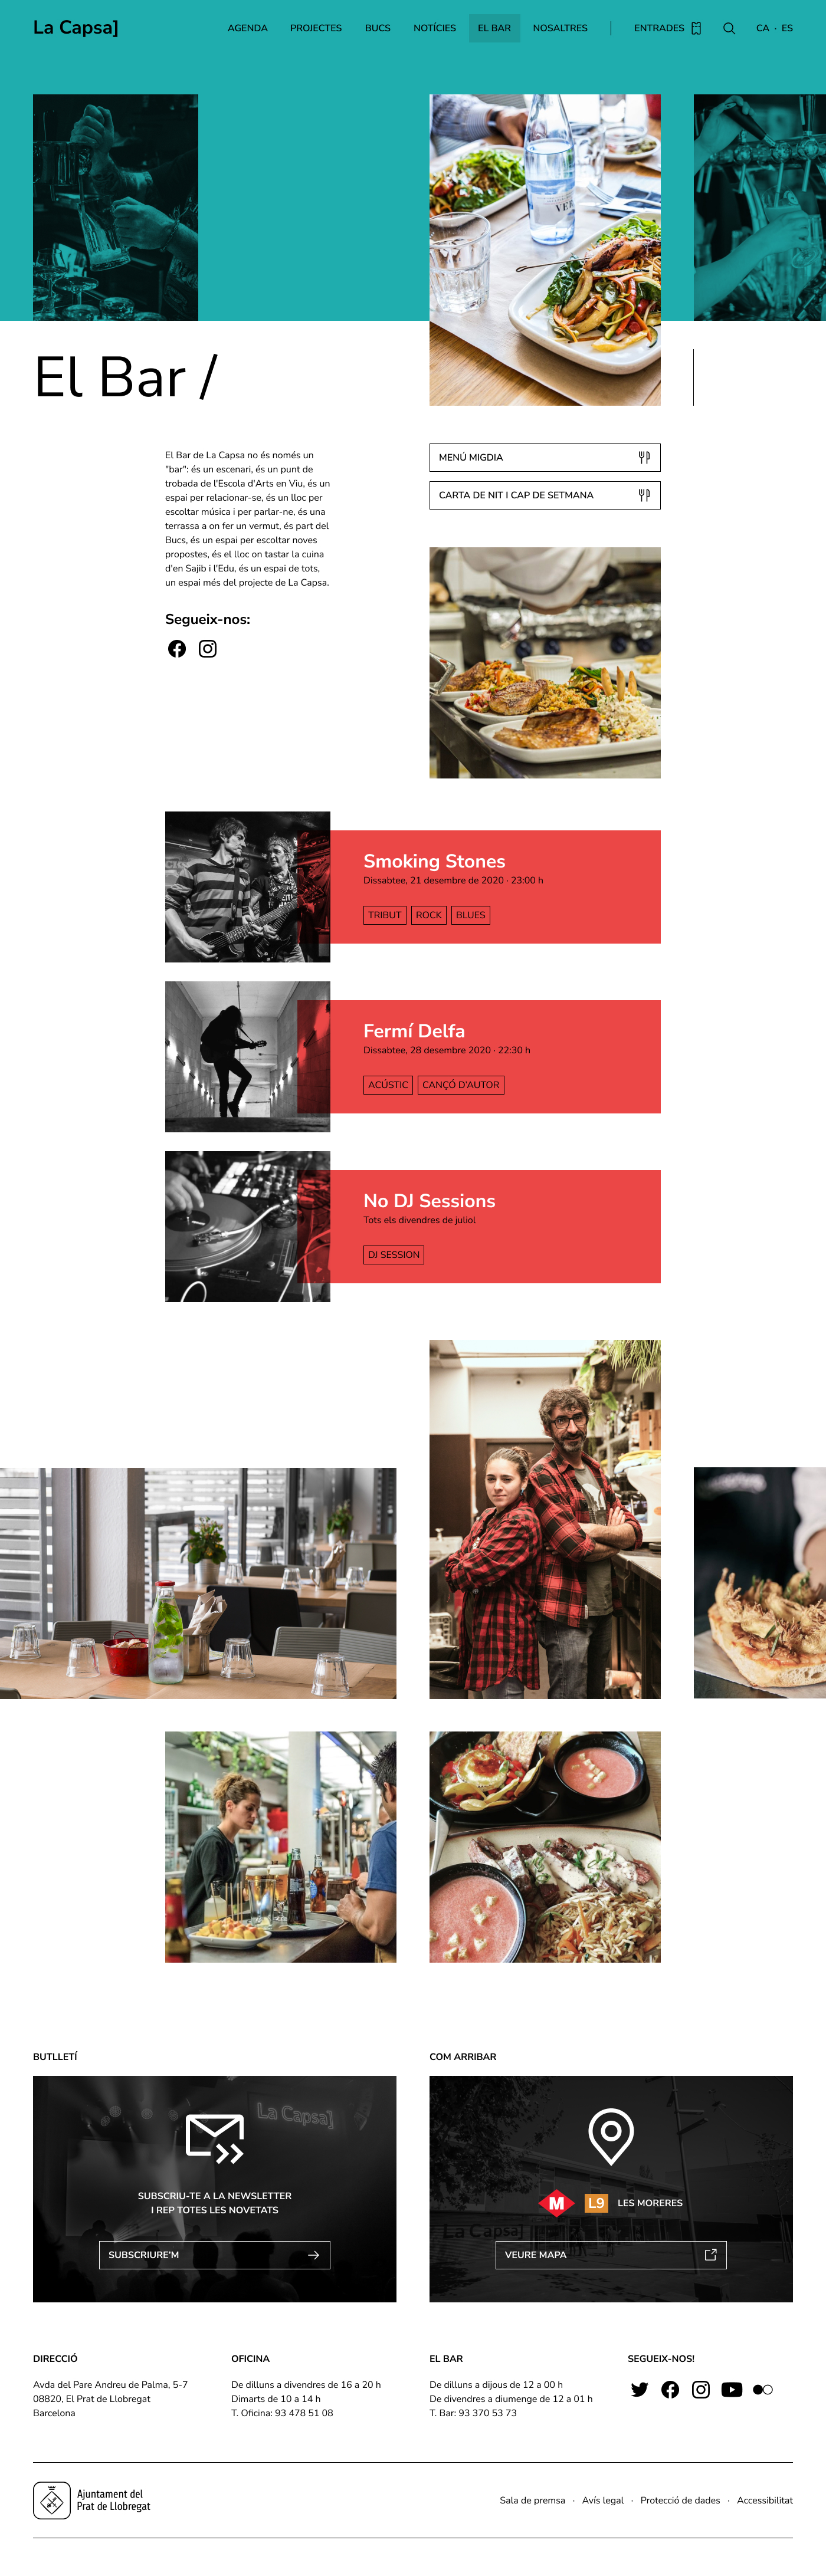 La Capsa]
AGENDA
PROJECTES
BUCS
NOTÍCIES
EL BAR
NOSALTRES
ENTRADES
CA · ES
VER
El Bar /
El Bar de La Capsa no és només un
"bar": és un escenari, és un punt de
trobada de l'Escola d'Arts en Viu, és un
espai per relacionar-se, és un lloc per
escoltar música i per parlar-ne, és una
terrassa a on fer un vermut, és part del
Bucs, és un espai per escoltar noves
propostes, és el lloc on tastar la cuina
d'en Sajib i l'Edu, és un espai de tots,
un espai més del projecte de La Capsa.
Segueix-nos:
MENÚ MIGDIA
CARTA DE NIT I CAP DE SETMANA
Smoking Stones
Dissabtee, 21 desembre de 2020 · 23:00 h
TRIBUT
ROCK
BLUES
Fermí Delfa
Dissabtee, 28 desembre 2020 · 22:30 h
ACÚSTIC
CANÇÓ D'AUTOR
No DJ Sessions
Tots els divendres de juliol
DJ SESSION
BUTLLETÍ
La Capsa]
SUBSCRIU-TE A LA NEWSLETTER
I REP TOTES LES NOVETATS
SUBSCRIURE'M
COM ARRIBAR
M
L9
LES MORERES
La Capsa]
VEURE MAPA
DIRECCIÓ
Avda del Pare Andreu de Palma, 5-7
08820, El Prat de Llobregat
Barcelona
OFICINA
De dilluns a divendres de 16 a 20 h
Dimarts de 10 a 14 h
T. Oficina: 93 478 51 08
EL BAR
De dilluns a dijous de 12 a 00 h
De divendres a diumenge de 12 a 01 h
T. Bar: 93 370 53 73
SEGUEIX-NOS!
Ajuntament del
Prat de Llobregat
Sala de premsa · Avís legal · Protecció de dades · Accessibilitat